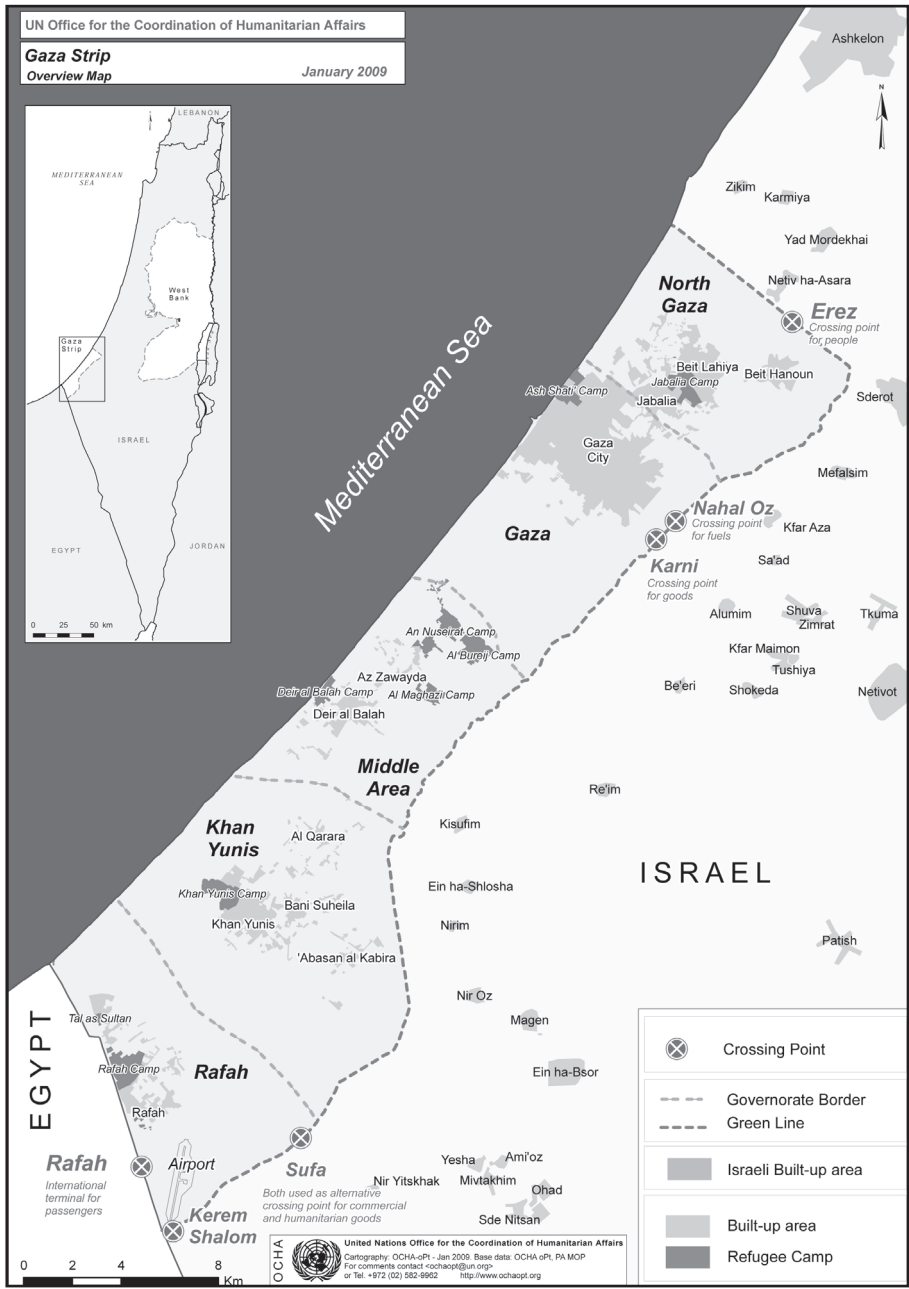 UN Office for the Coordination of Humanitarian Affairs
Gaza Strip
Overview Map
January 2009
LEBANON
MEDITERRANEAN
SEA
West
Bank
Gaza
Strip
ISRAEL
EGYPT
JORDAN
0 25 50 km
Ashkelon
N
Zikim
Karmiya
Yad Mordekhai
Netiv ha-Asara
North
Gaza
Erez
Crossing point
for people
Mediterranean Sea
Beit Lahiya
Beit Hanoun
Jabalia Camp
Ash Shati' Camp
Jabalia
Sderot
Gaza
City
Mefalsim
Nahal Oz
Crossing point
for fuels
Gaza
Kfar Aza
Karni
Crossing point
for goods
Sa'ad
Alumim
Shuva
Zimrat
Tkuma
An Nuseirat Camp
Al Bureij Camp
Kfar Maimon
Tushiya
Az Zawayda
Deir al Balah Camp
Al Maghazi Camp
Be'eri
Shokeda
Netivot
Deir al Balah
Middle
Area
Re'im
Khan
Yunis
Al Qarara
Kisufim
ISRAEL
Khan Yunis Camp
Ein ha-Shlosha
Bani Suheila
Khan Yunis
Nirim
Patish
'Abasan al Kabira
Nir Oz
Tal as Sultan
Magen
EGYPT
Rafah Camp
Rafah
Ein ha-Bsor
Rafah
Rafah
International
terminal for
passengers
Airport
Sufa
Both used as alternative
crossing point for commercial
and humanitarian goods
Kerem
Shalom
Yesha
Ami'oz
Nir Yitskhak
Mivtakhim
Ohad
Sde Nitsan
Crossing Point
Governorate Border
Green Line
Israeli Built-up area
Built-up area
Refugee Camp
0 2 4 8 Km
OCHA
United Nations Office for the Coordination of Humanitarian Affairs
Cartography: OCHA-oPt - Jan 2009. Base data: OCHA oPt, PA MOP
For comments contact <ochaopt@un.org>
or Tel. +972 (02) 582-9962 http://www.ochaopt.org